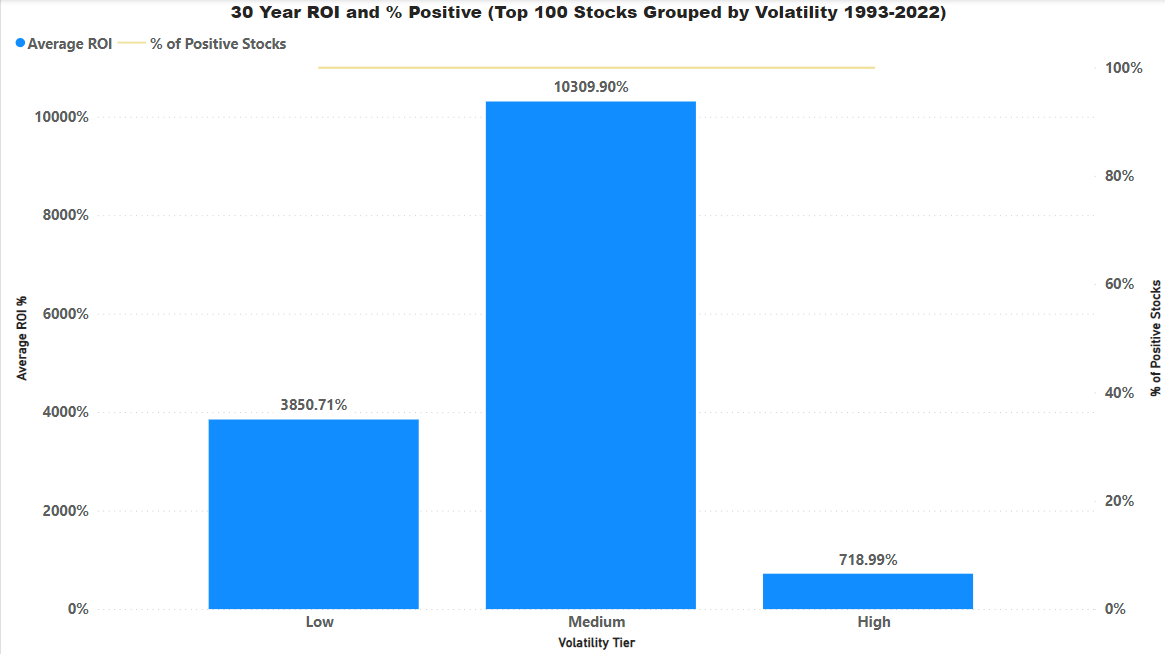 30 Year ROI and % Positive (Top 100 Stocks Grouped by Volatility 1993-2022)
Average ROI % of Positive Stocks
100%
10309.90%
10000%
80%
8000%
60%
6000%
Average ROI %
% of Positive Stocks
3850.71%
4000%
40%
2000%
20%
718.99%
0%
0%
Low Medium High
Volatility Tier